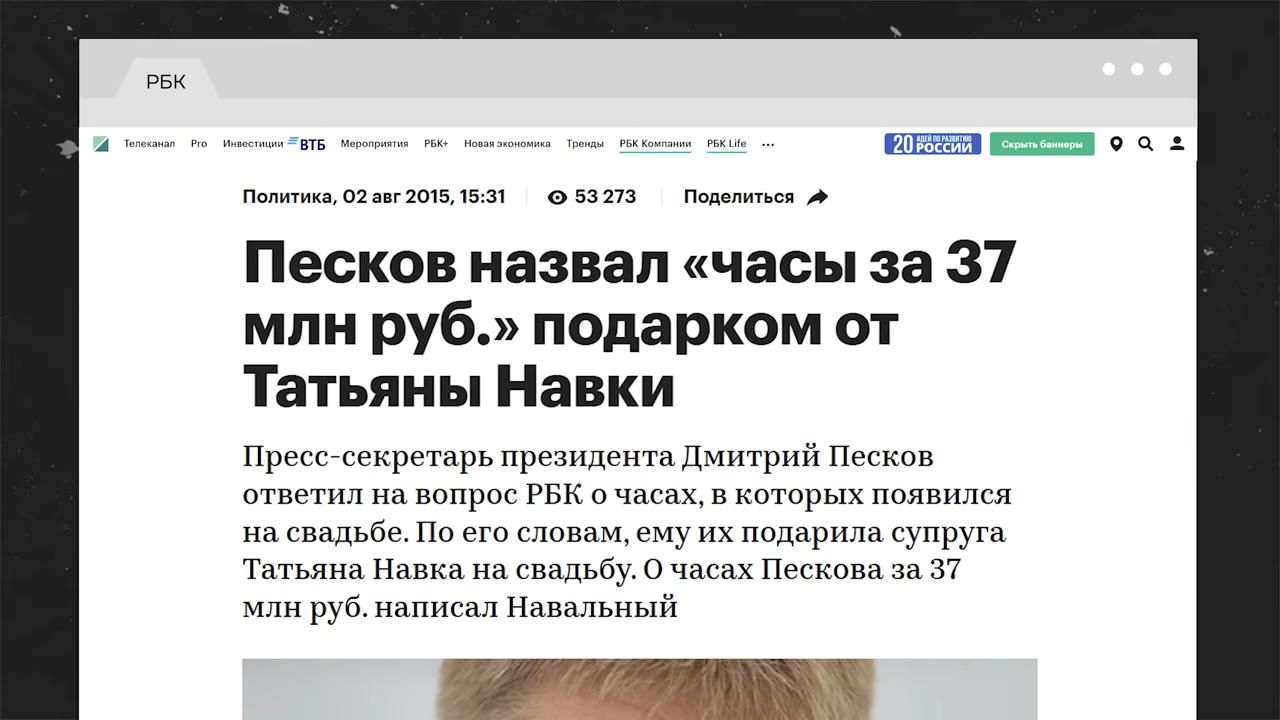 РБК
Телеканал Pro Инвестиции ВТБ Мероприятия РБК+ Новая экономика Тренды РБК Компании РБК Life ... 20 ИДЕЙ ПО РАЗВИТИЮ РОССИИ Скрыть баннеры
Политика, 02 авг 2015, 15:31 53 273 Поделиться
Песков назвал «часы за 37
млн руб.» подарком от
Татьяны Навки
Пресс-секретарь президента Дмитрий Песков
ответил на вопрос РБК о часах, в которых появился
на свадьбе. По его словам, ему их подарила супруга
Татьяна Навка на свадьбу. О часах Пескова за 37
млн руб. написал Навальный